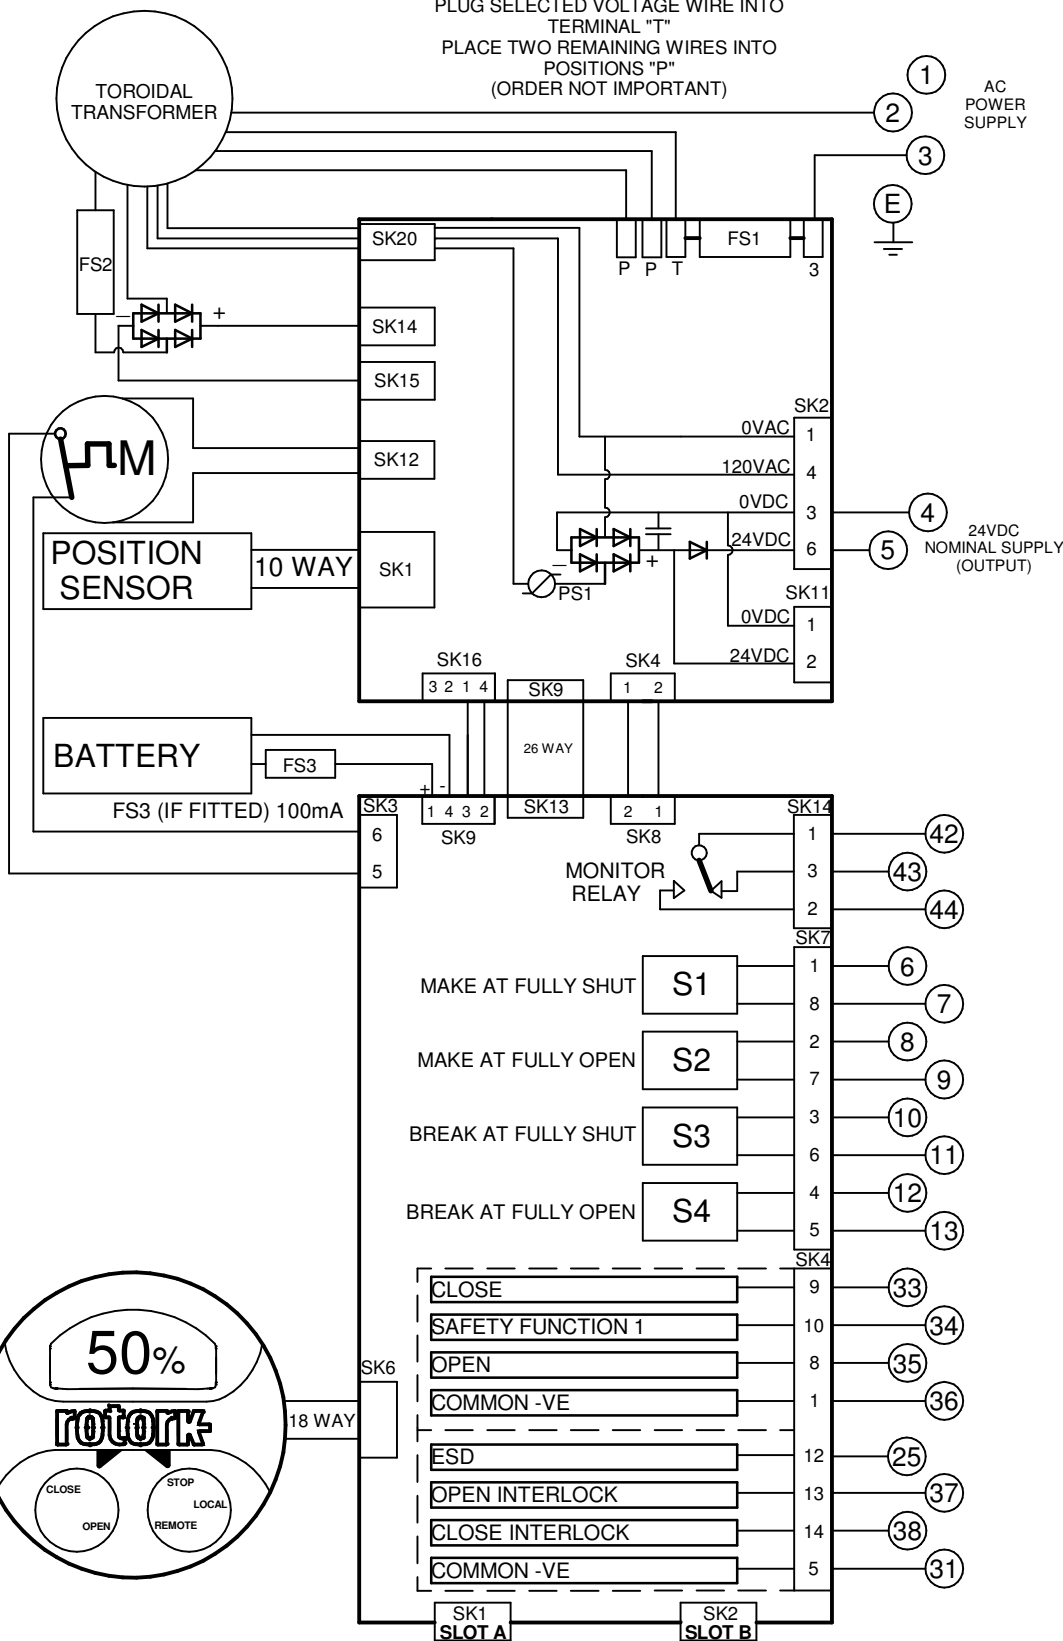 PLUG SELECTED VOLTAGE WIRE INTO
TERMINAL "T"
PLACE TWO REMAINING WIRES INTO
POSITIONS "P"
(ORDER NOT IMPORTANT)
TOROIDAL
TRANSFORMER
1
2
3
E
AC
POWER
SUPPLY
FS2
SK20
P P T
FS1
3
SK14
SK15
SK12
SK1
M
– +
POSITION
SENSOR
10 WAY
SK2
0VAC 1
120VAC 4
0VDC 3
24VDC 6
4
5
24VDC
NOMINAL SUPPLY
(OUTPUT)
– +
PS1
SK11
0VDC 1
24VDC 2
SK16
3 2 1 4
SK9
SK4
1 2
26 WAY
BATTERY
FS3
+ -
FS3 (IF FITTED) 100mA
SK3
6
5
1 4 3 2
SK9
SK13
2 1
SK8
SK14
MONITOR
RELAY
1 42
3 43
2 44
SK7
MAKE AT FULLY SHUT S1
1 6
8 7
MAKE AT FULLY OPEN S2
2 8
7 9
BREAK AT FULLY SHUT S3
3 10
6 11
BREAK AT FULLY OPEN S4
4 12
5 13
SK4
CLOSE 9 33
SAFETY FUNCTION 1 10 34
OPEN 8 35
COMMON -VE 1 36
ESD 12 25
OPEN INTERLOCK 13 37
CLOSE INTERLOCK 14 38
COMMON -VE 5 31
50%
rotork
CLOSE
OPEN
STOP
LOCAL
REMOTE
18 WAY
SK6
SK1
SLOT A
SK2
SLOT B